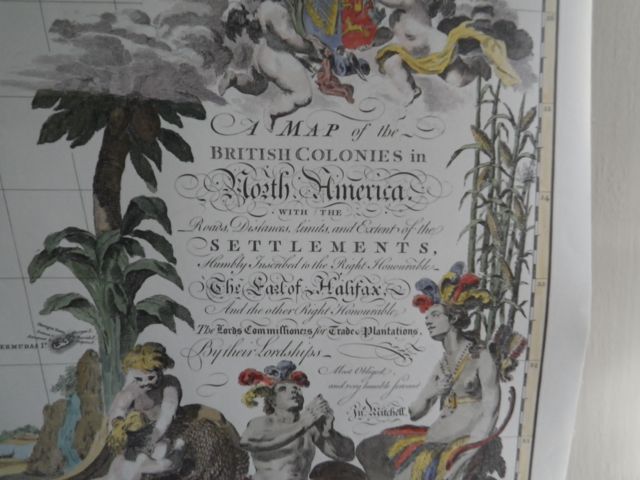 A MAP of the
BRITISH COLONIES in
North America
WITH THE
Roads, Distances, Limits, and Extent of the
SETTLEMENTS,
Humbly Inscribed to the Right Honourable
The Earl of Halifax,
And the other Right Honourable
The Lords Commissioners for Trade & Plantations,
By their Lordships
Most Obliged
and very humble servant
Jn.º Mitchell.
BERMUDAS I.s